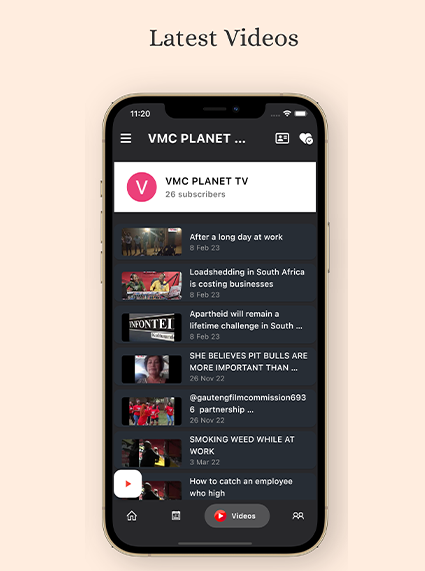 Latest Videos
11:20
VMC PLANET ...
V
VMC PLANET TV
26 subscribers
After a long day at work
8 Feb 23
Loadshedding in South Africa
is costing businesses
8 Feb 23
Apartheid will remain a
lifetime challenge in South ...
8 Feb 23
SHE BELIEVES PIT BULLS ARE
MORE IMPORTANT THAN ...
26 Nov 22
@gautengfilmcommission693
6 partnership ...
26 Nov 22
SMOKING WEED WHILE AT
WORK
3 Mar 22
How to catch an employee
who high
Videos